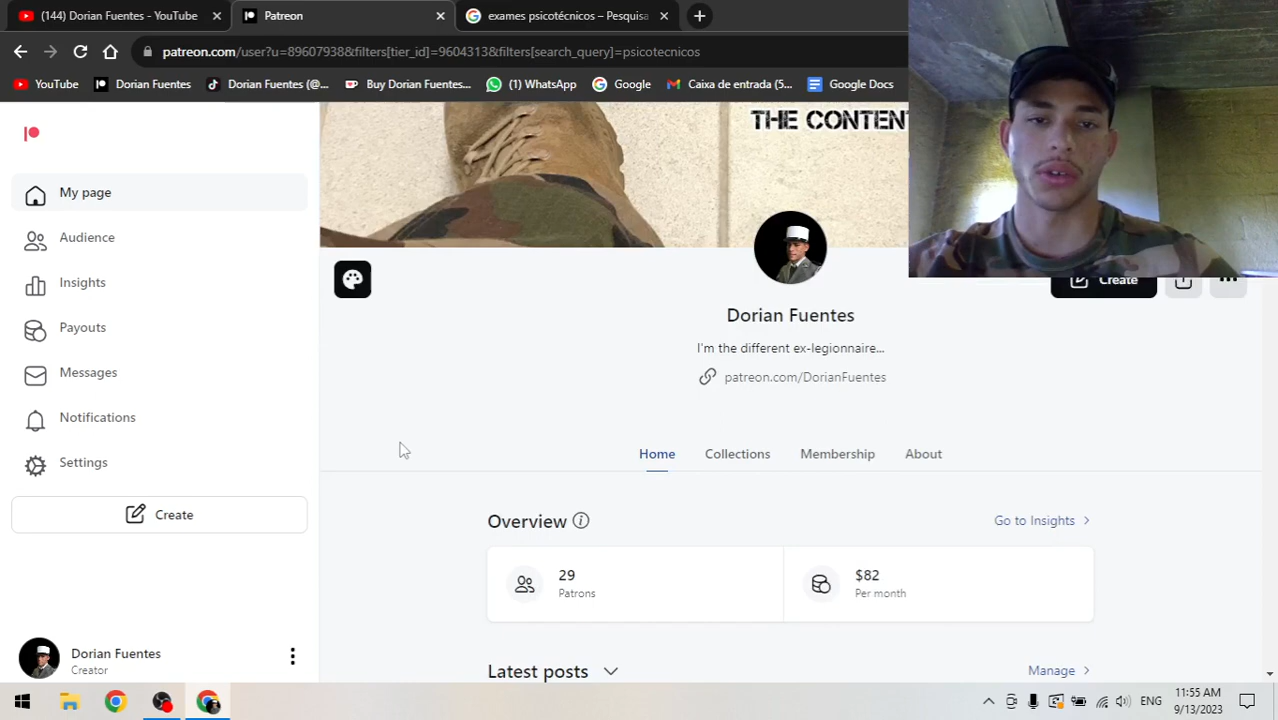 (144) Dorian Fuentes - YouTube
Patreon
exames psicotécnicos – Pesquisa
patreon.com/user?u=89607938&filters[tier_id]=9604313&filters[search_query]=psicotecnicos
YouTube
Dorian Fuentes
Dorian Fuentes (@...
Buy Dorian Fuentes...
(1) WhatsApp
Google
Caixa de entrada (5...
Google Docs
THE CONTENT
My page
Audience
Insights
Payouts
Messages
Notifications
Settings
Create
Create
Dorian Fuentes
I'm the different ex-legionnaire...
patreon.com/DorianFuentes
Home Collections Membership About
Overview
Go to Insights
29
Patrons
$82
Per month
Latest posts
Manage
Dorian Fuentes
Creator
ENG
11:55 AM
9/13/2023